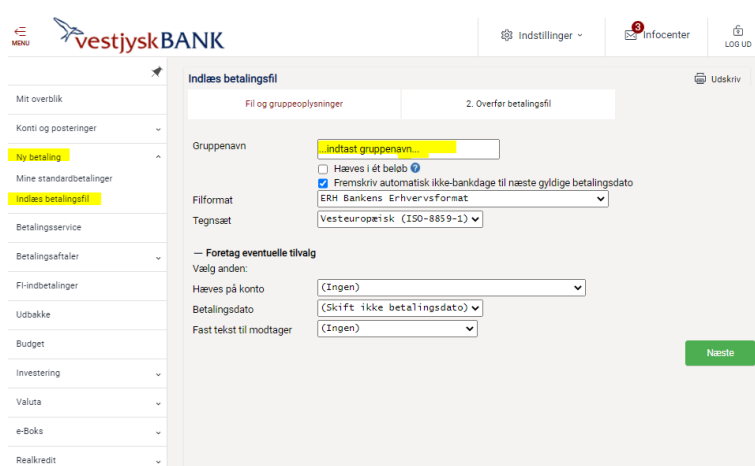 MENU
vestjyskBANK
Indstillinger
3
Infocenter
LOG UD
Mit overblik
Konti og posteringer
Ny betaling
Mine standardbetalinger
Indlæs betalingsfil
Betalingsservice
Betalingsaftaler
FI-indbetalinger
Udbakke
Budget
Investering
Valuta
e-Boks
Realkredit
Indlæs betalingsfil
Udskriv
Fil og gruppeoplysninger
2. Overfør betalingsfil
Gruppenavn
...indtast gruppenavn...
Hæves i ét beløb ?
Fremskriv automatisk ikke-bankdage til næste gyldige betalingsdato
Filformat ERH Bankens Erhvervsformat
Tegnsæt Vesteuropæisk (ISO-8859-1)
— Foretag eventuelle tilvalg
Vælg anden:
Hæves på konto (Ingen)
Betalingsdato (Skift ikke betalingsdato)
Fast tekst til modtager (Ingen)
Næste